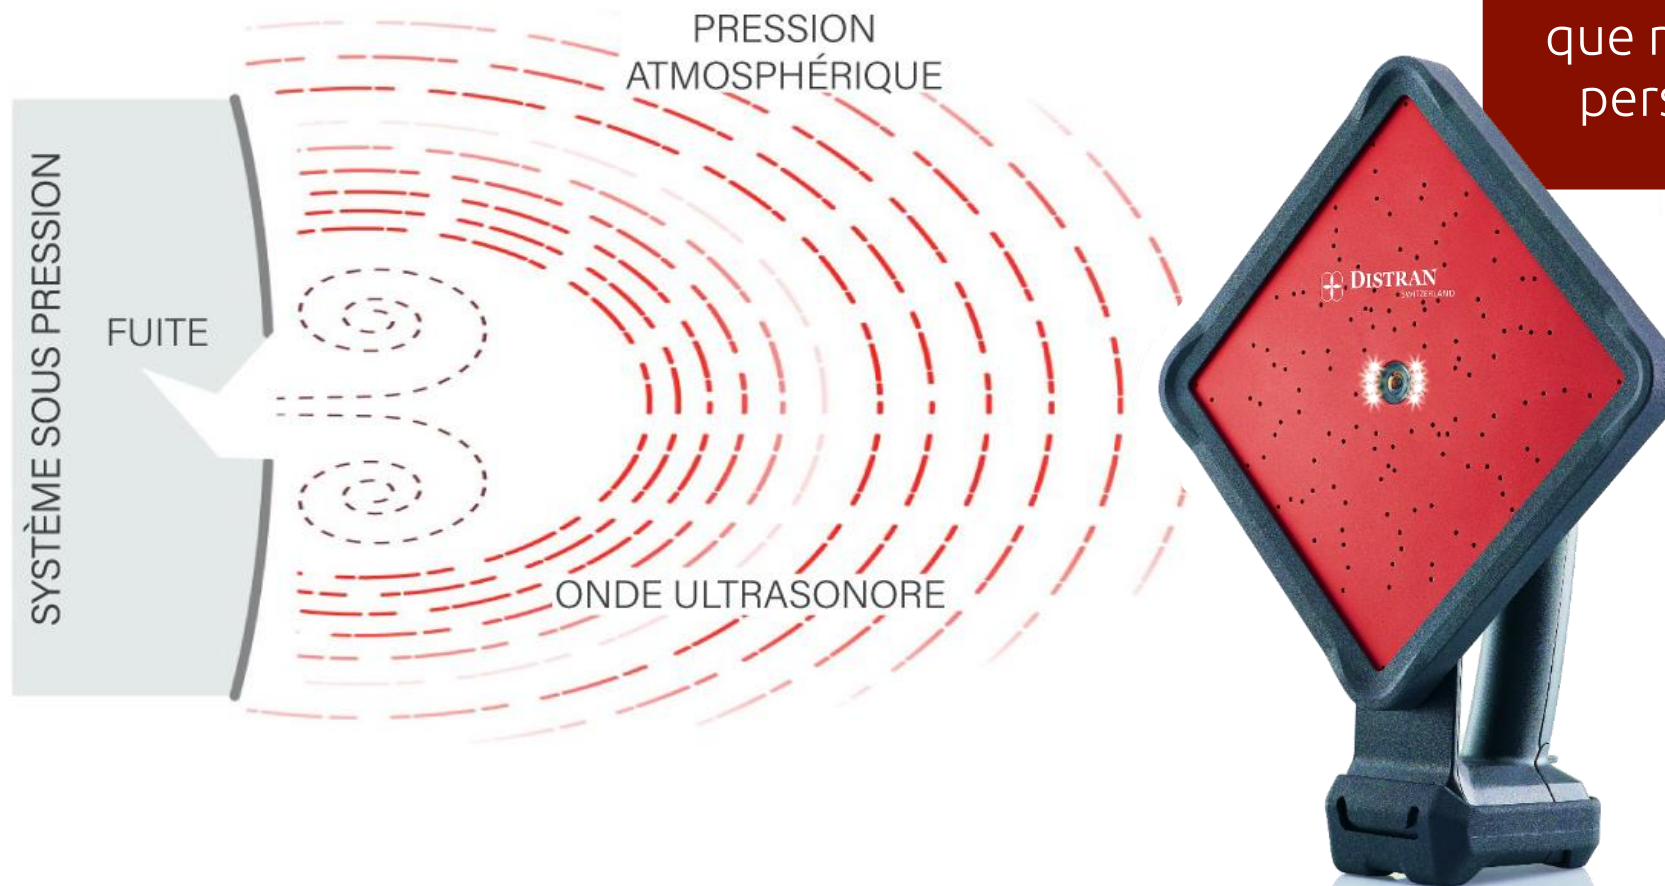 PRESSION
ATMOSPHÉRIQUE
que
pers
SYSTÈME SOUS PRESSION
FUITE
DISTRAN
SWITZERLAND
ONDE ULTRASONORE